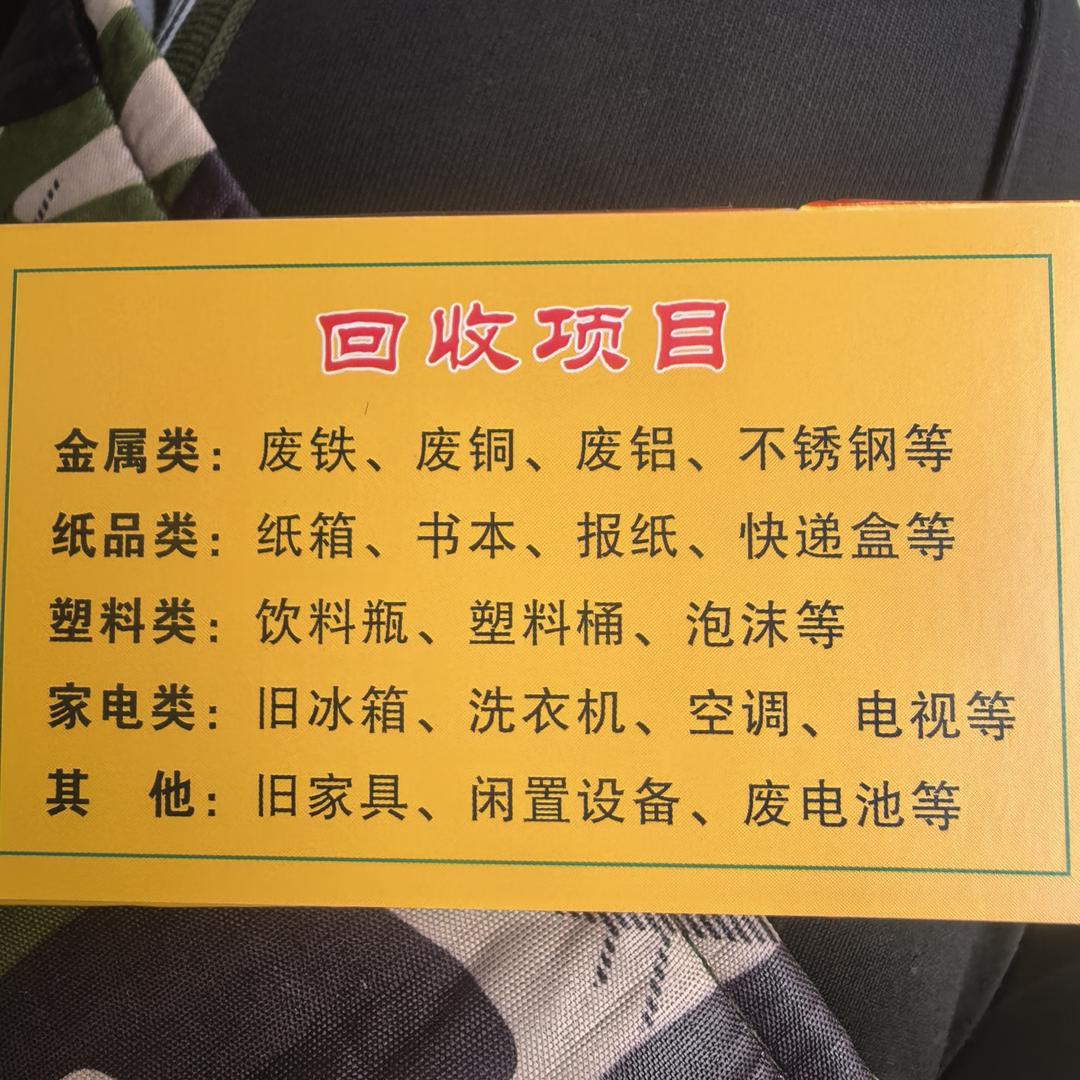 回收项目
金属类：废铁、废铜、废铝、不锈钢等
纸品类：纸箱、书本、报纸、快递盒等
塑料类：饮料瓶、塑料桶、泡沫等
家电类：旧冰箱、洗衣机、空调、电视等
其　他：旧家具、闲置设备、废电池等